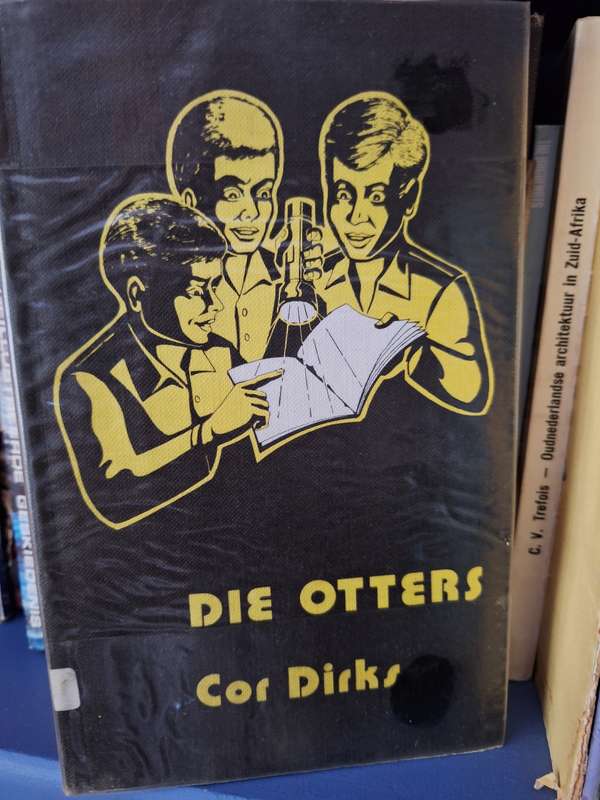 DIE OTTERS
Cor Dirks
C. V. Trefois – Oudnederlandse architektuur in Zuid-Afrika